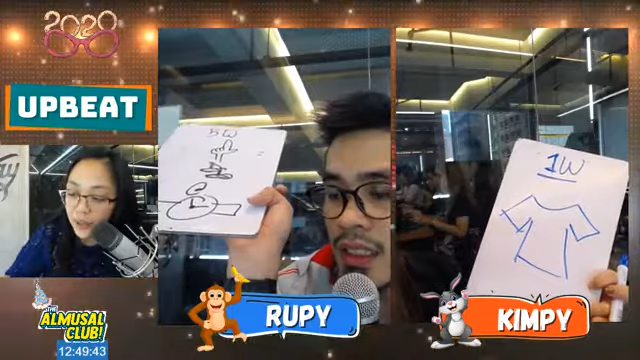 2020
UPBEAT
5W
1W
THE
ALMUSAL
CLUB!
12:49:43
RUPY
KIMPY